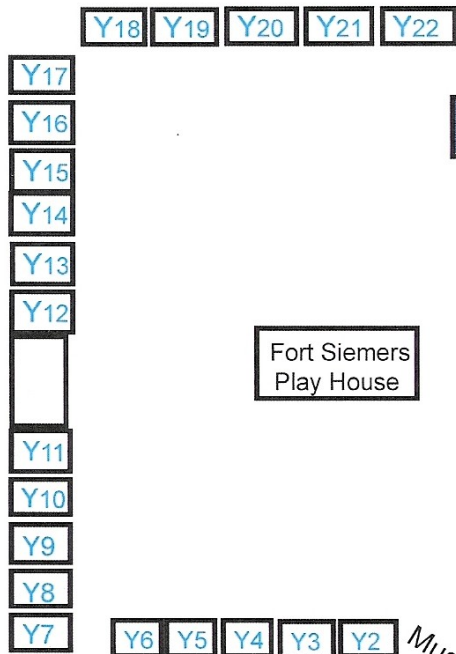 Y18 Y19 Y20 Y21 Y22
Y17
Y16
Y15
Y14
Y13
Y12
Fort Siemers
Play House
Y11
Y10
Y9
Y8
Y7
Y6 Y5 Y4 Y3 Y2